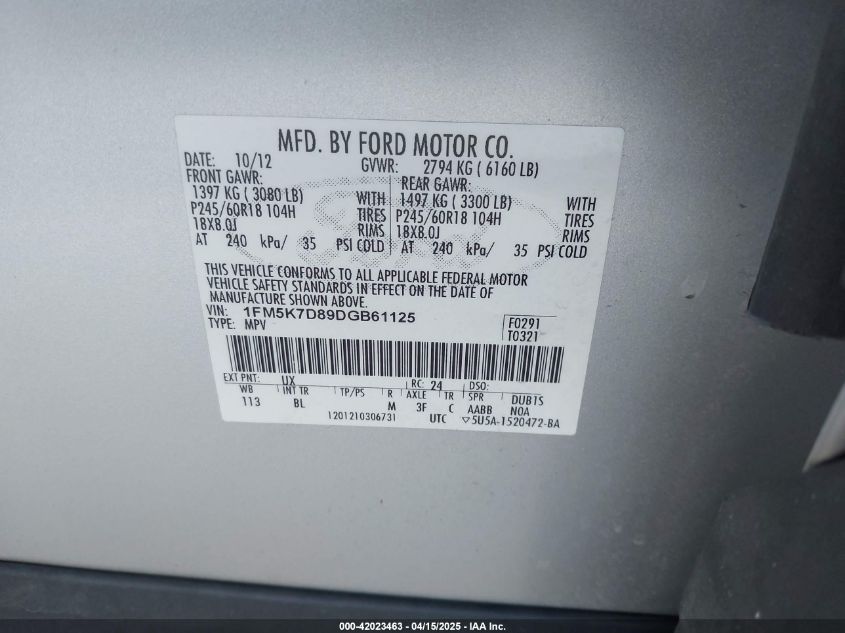 MFD. BY FORD MOTOR CO.
DATE: 10/12 GVWR: 2794 KG ( 6160 LB)
FRONT GAWR: REAR GAWR:
1397 KG ( 3080 LB) WITH 1497 KG ( 3300 LB) WITH
P245/60R18 104H TIRES P245/60R18 104H TIRES
18X8.0J RIMS 18X8.0J RIMS
AT 240 kPa/ 35 PSI COLD AT 240 kPa/ 35 PSI COLD
THIS VEHICLE CONFORMS TO ALL APPLICABLE FEDERAL MOTOR
VEHICLE SAFETY STANDARDS IN EFFECT ON THE DATE OF
MANUFACTURE SHOWN ABOVE.
VIN: 1FM5K7D89DGB61125 F0291
TYPE: MPV T0321
EXT PNT: UX RC: 24 DSO:
WB INT TR TP/PS R AXLE TR SPR DUB1S
113 BL M 3F C AABB N0A
1201210306731 UTC ▽5U5A-1520472-BA
000-42023463 - 04/15/2025 - IAA Inc.